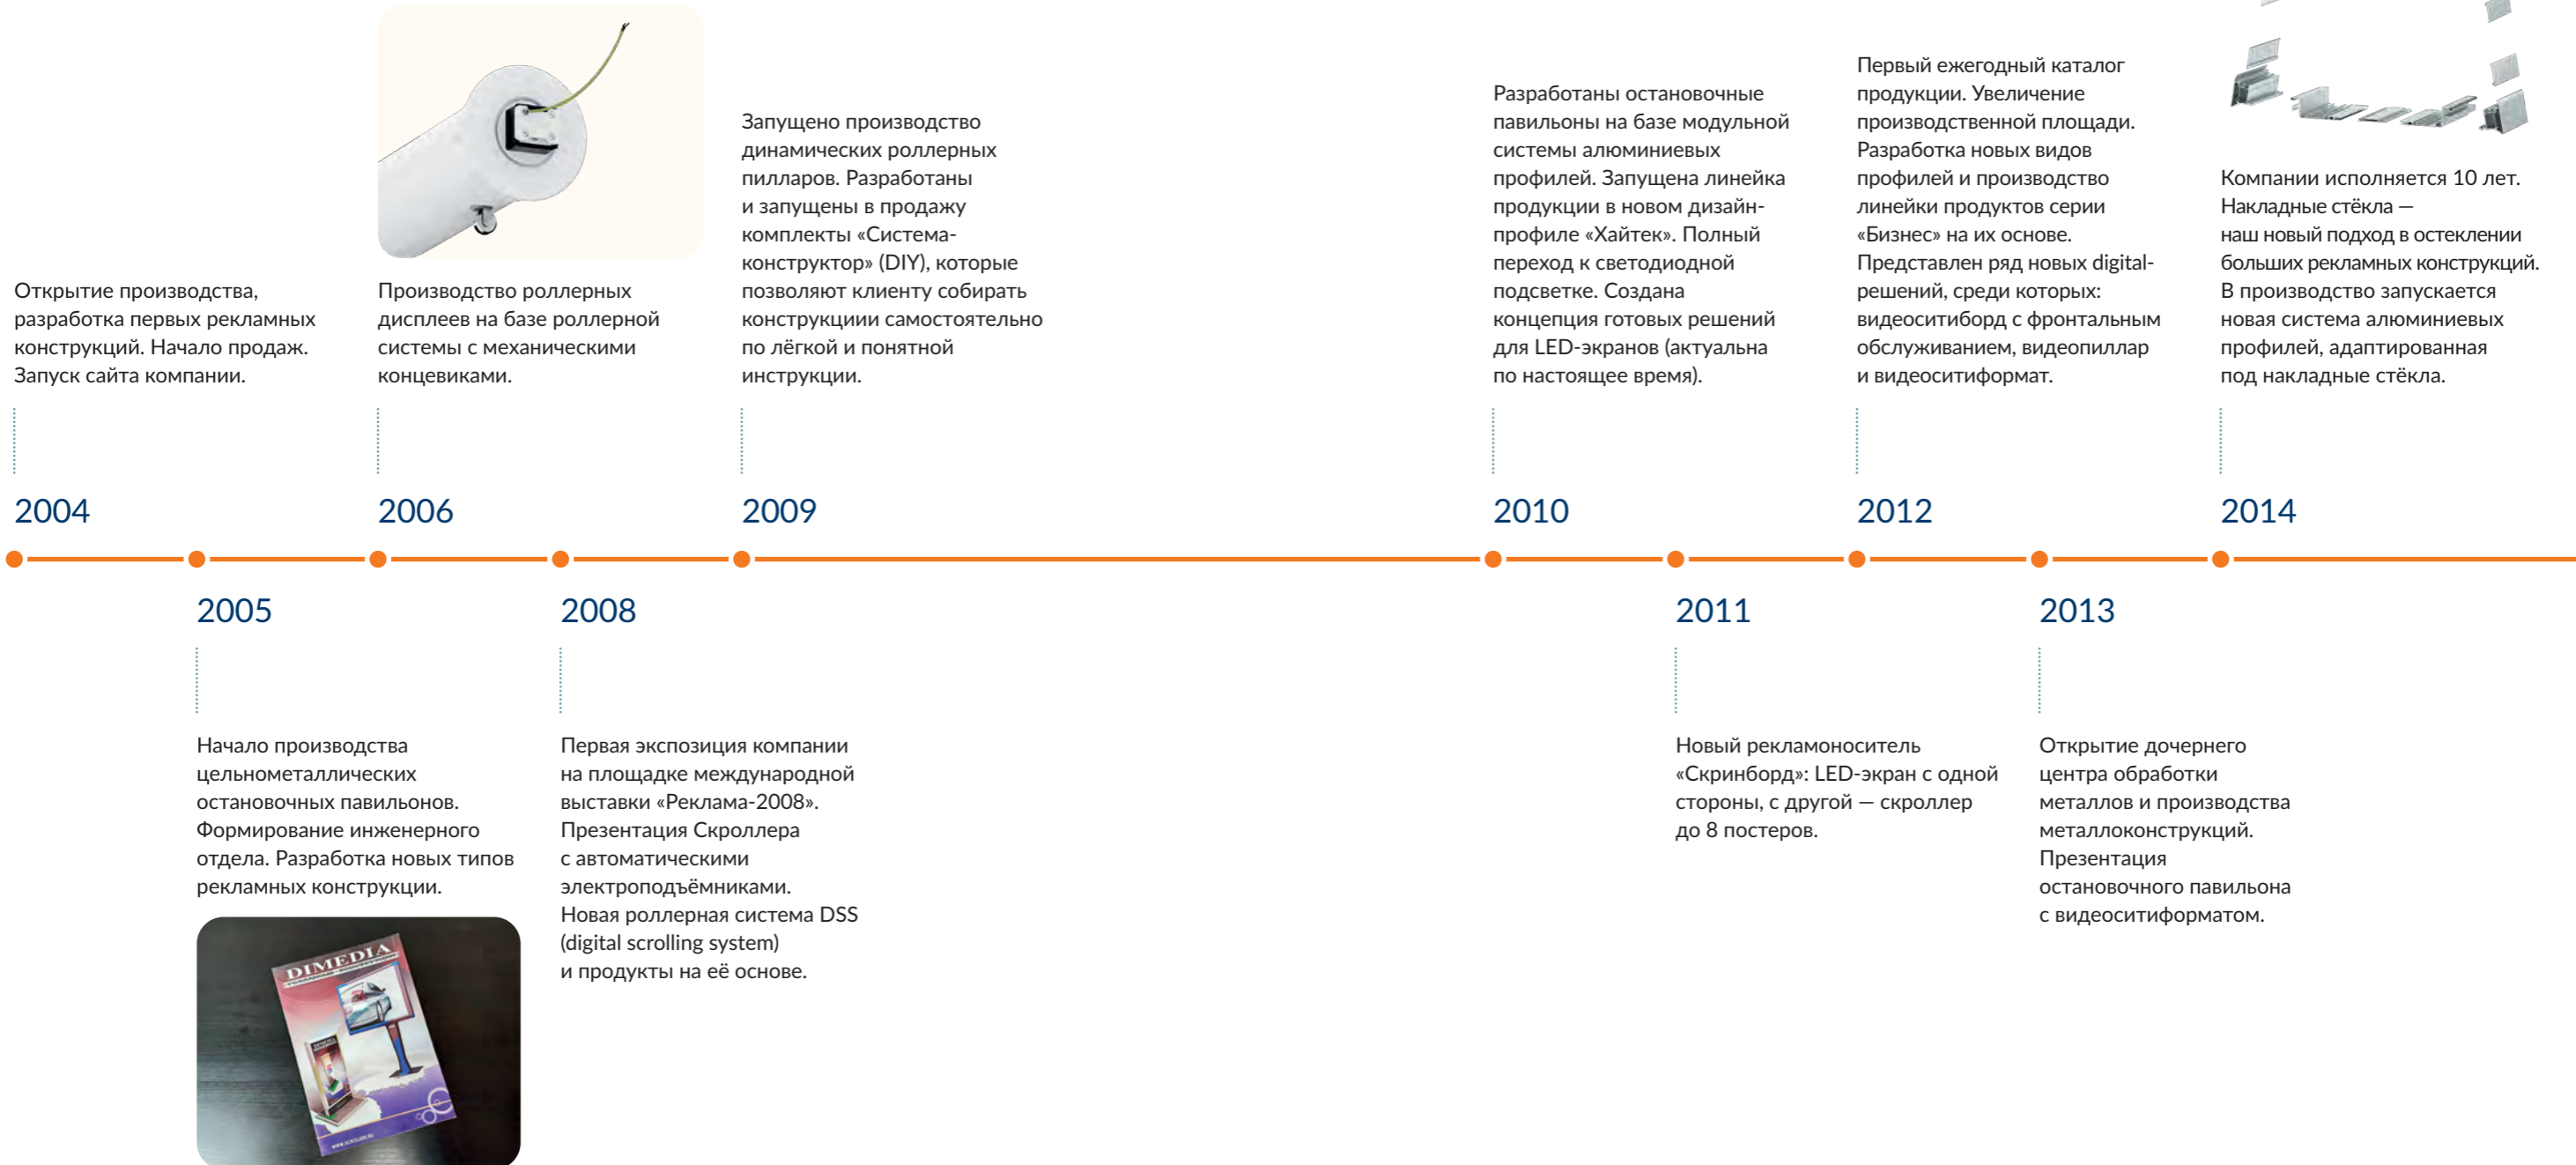 Открытие производства,
разработка первых рекламных
конструкций. Начало продаж.
Запуск сайта компании.
2004
2005
Начало производства
цельнометаллических
остановочных павильонов.
Формирование инженерного
отдела. Разработка новых типов
рекламных конструкции.
DIMEDIA
WWW.SCROLLER.RU
Производство роллерных
дисплеев на базе роллерной
системы с механическими
концевиками.
2006
2008
Первая экспозиция компании
на площадке международной
выставки «Реклама-2008».
Презентация Скроллера
с автоматическими
электроподъёмниками.
Новая роллерная система DSS
(digital scrolling system)
и продукты на её основе.
Запущено производство
динамических роллерных
пилларов. Разработаны
и запущены в продажу
комплекты «Система-
конструктор» (DIY), которые
позволяют клиенту собирать
конструкциии самостоятельно
по лёгкой и понятной
инструкции.
2009
Разработаны остановочные
павильоны на базе модульной
системы алюминиевых
профилей. Запущена линейка
продукции в новом дизайн-
профиле «Хайтек». Полный
переход к светодиодной
подсветке. Создана
концепция готовых решений
для LED-экранов (актуальна
по настоящее время).
2010
2011
Новый рекламоноситель
«Скринборд»: LED-экран с одной
стороны, с другой — скроллер
до 8 постеров.
Первый ежегодный каталог
продукции. Увеличение
производственной площади.
Разработка новых видов
профилей и производство
линейки продуктов серии
«Бизнес» на их основе.
Представлен ряд новых digital-
решений, среди которых:
видеоситиборд с фронтальным
обслуживанием, видеопиллар
и видеоситиформат.
2012
2013
Открытие дочернего
центра обработки
металлов и производства
металлоконструкций.
Презентация
остановочного павильона
с видеоситиформатом.
Компании исполняется 10 лет.
Накладные стёкла —
наш новый подход в остеклении
больших рекламных конструкций.
В производство запускается
новая система алюминиевых
профилей, адаптированная
под накладные стёкла.
2014